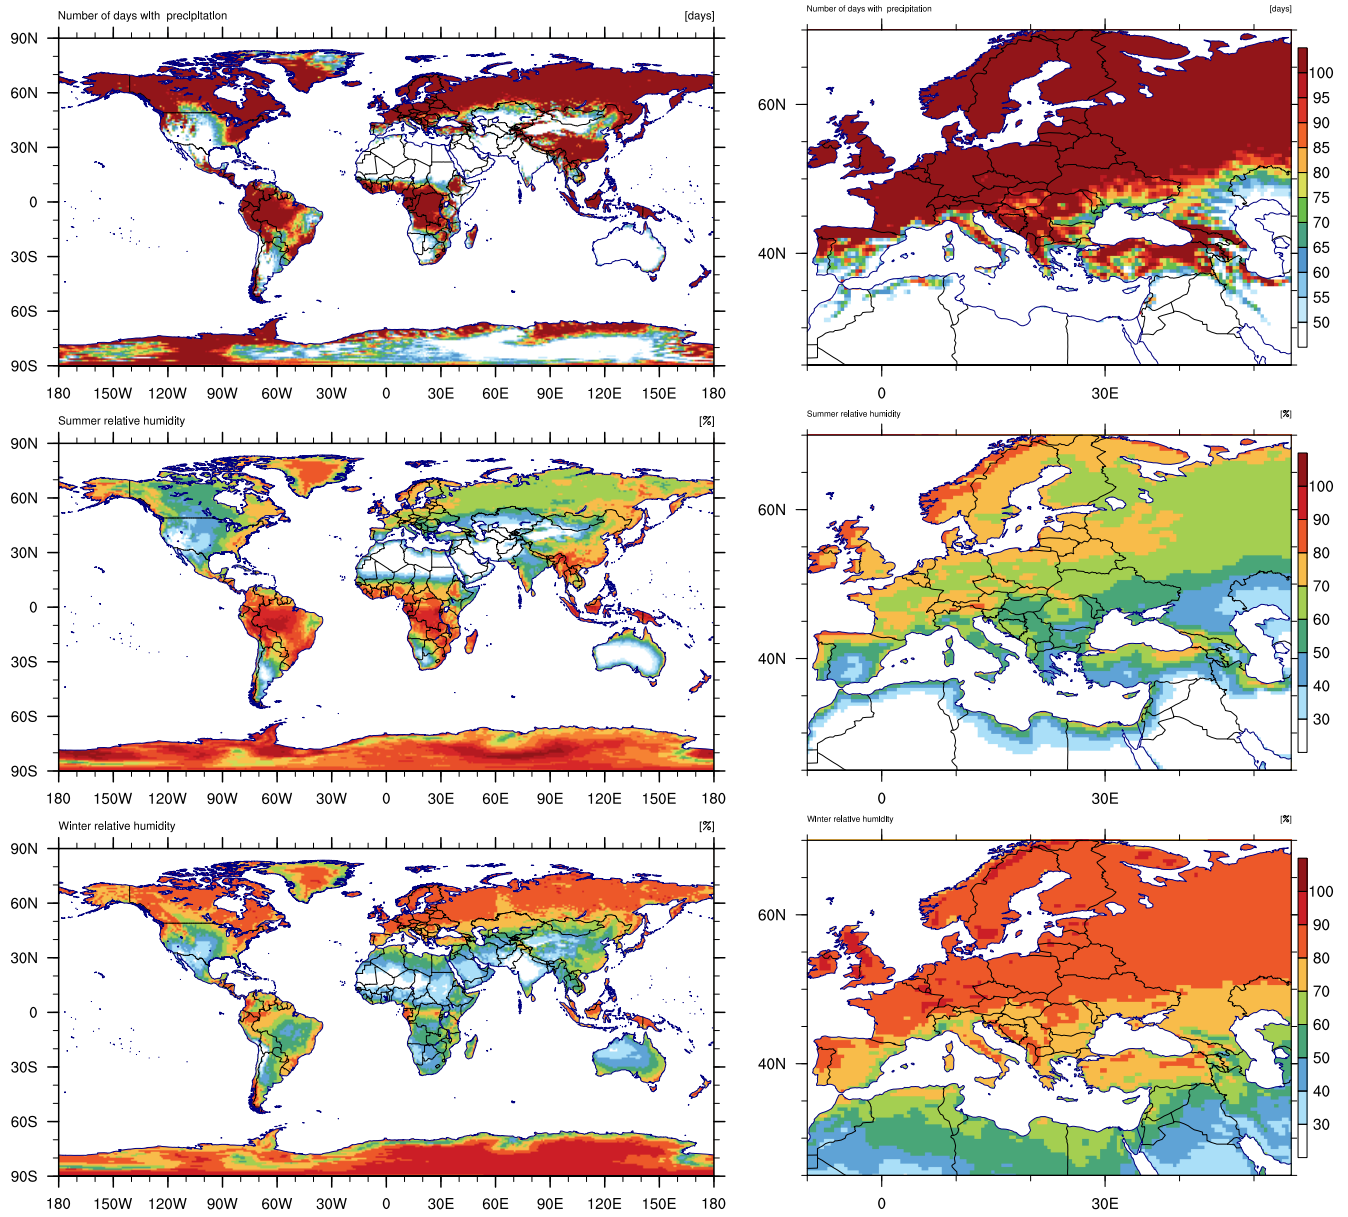 Number of days with precipitation [days]
90N
60N
30N
0
30S
60S
90S
180 150W 120W 90W 60W 30W 0 30E 60E 90E 120E 150E 180
Number of days with precipitation [days]
60N
40N
0 30E
100
95
90
85
80
75
70
65
60
55
50
Summer relative humidity [%]
90N
60N
30N
0
30S
60S
90S
180 150W 120W 90W 60W 30W 0 30E 60E 90E 120E 150E 180
Summer relative humidity [%]
60N
40N
0 30E
100
90
80
70
60
50
40
30
Winter relative humidity [%]
90N
60N
30N
0
30S
60S
90S
180 150W 120W 90W 60W 30W 0 30E 60E 90E 120E 150E 180
Winter relative humidity [%]
60N
40N
0 30E
100
90
80
70
60
50
40
30